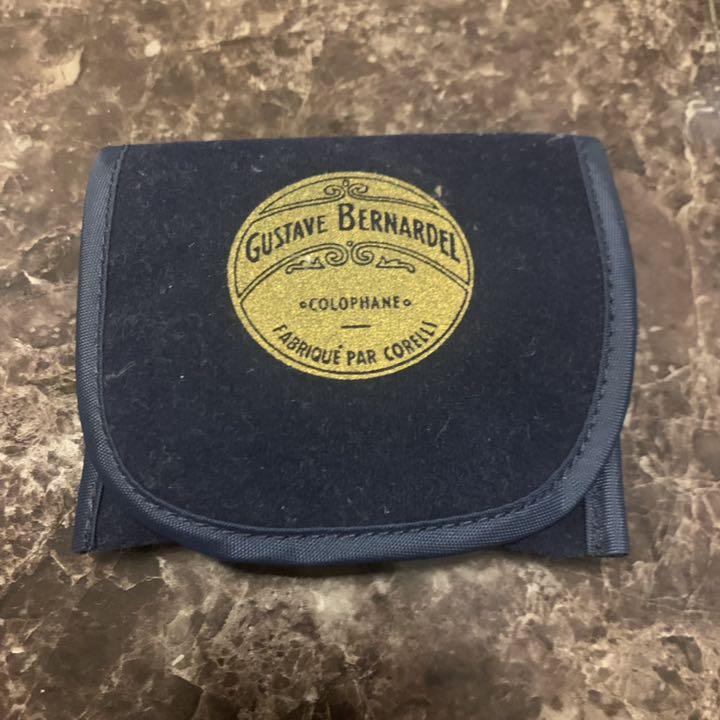 GUSTAVE BERNARDEL
COLOPHANE
FABRIQUÉ PAR CORELLI